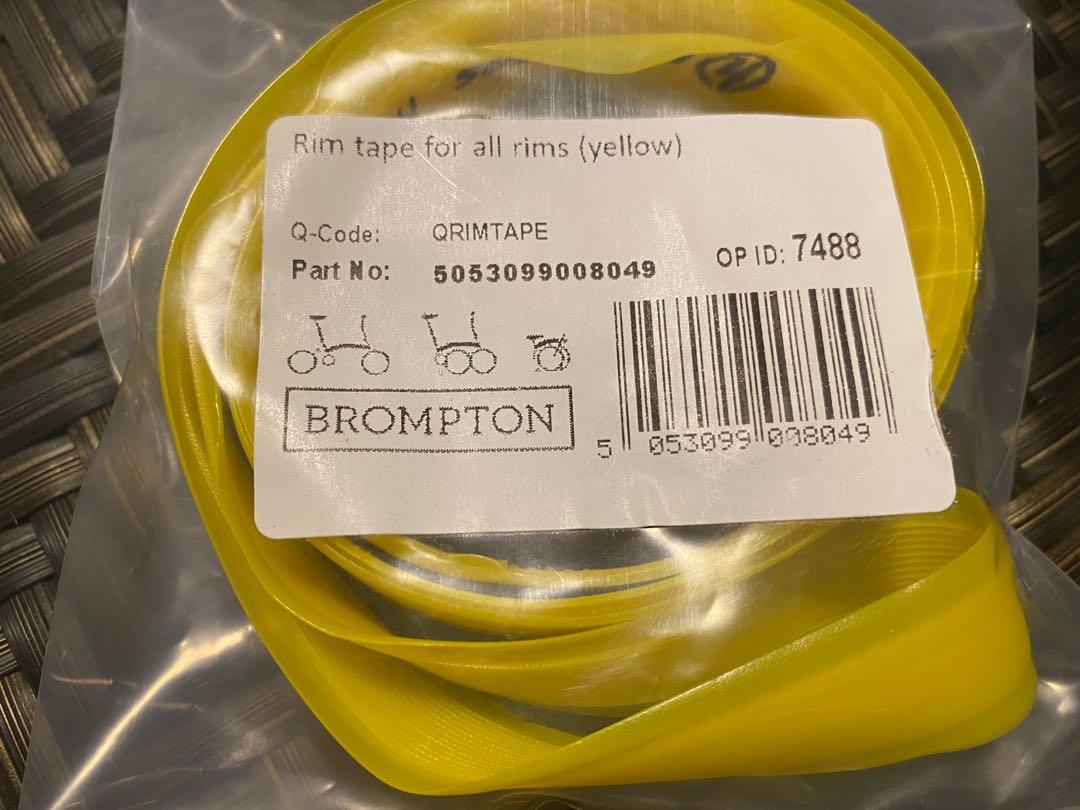 Rim tape for all rims (yellow)
Q-Code: QRIMTAPE
Part No: 5053099008049
OP ID: 7488
BROMPTON
5 053099 008049